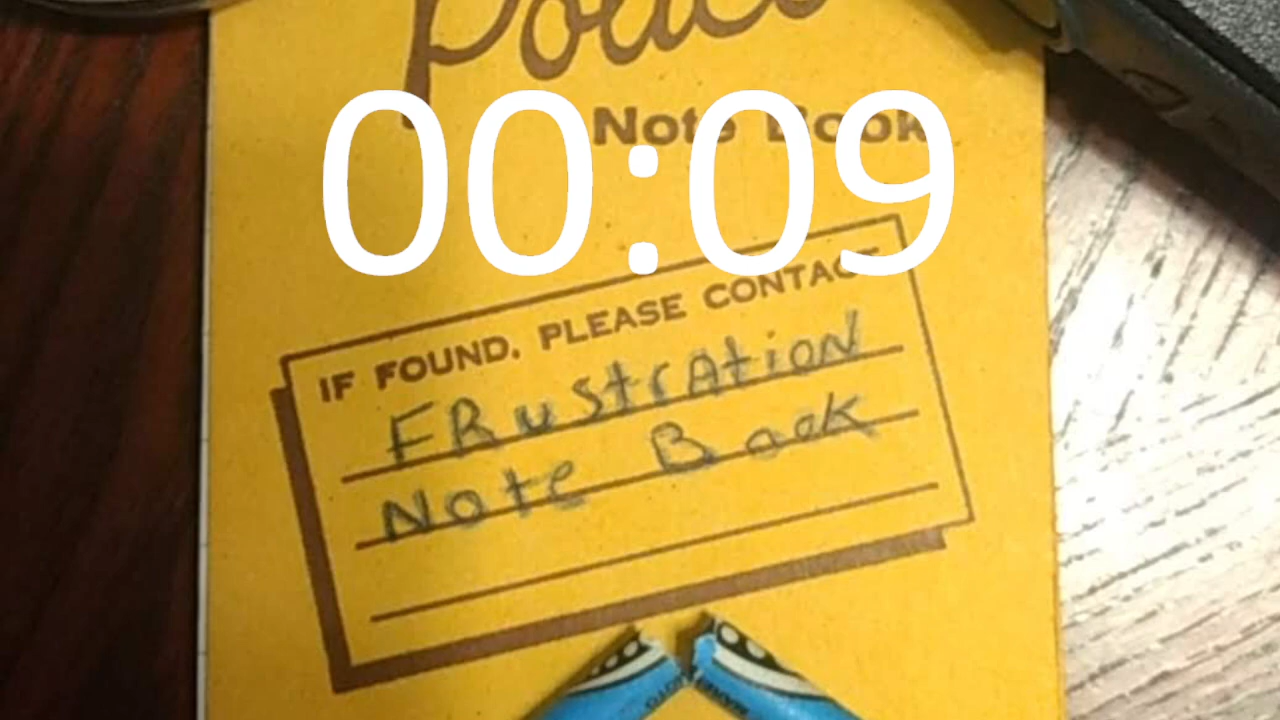 Police
Note Book
00:09
IF FOUND, PLEASE CONTACT
FRustrAtioN
Note Book